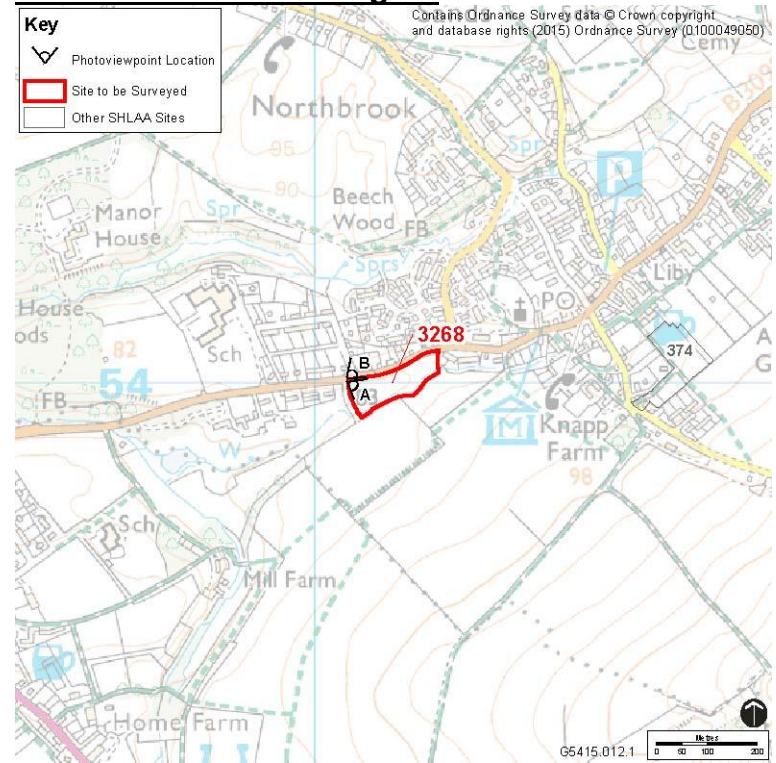 Contains Ordnance Survey data © Crown copyright
and database rights (2015) Ordnance Survey (0100049050)
Key
Photoviewpoint Location
Site to be Surveyed
Other SHLAA Sites
Cemy
B309
Northbrook
95
90
Spr
Beech
Wood
FB
Manor
House
Spr
Sprs
P
House
ods
Liby
PO
3268
82
Sch
374
A
G
54
B
A
FB
M
Knapp
Farm
W
98
Sch
Mill Farm
Home Farm
G5415.012.1
Metres
0 50 100 200